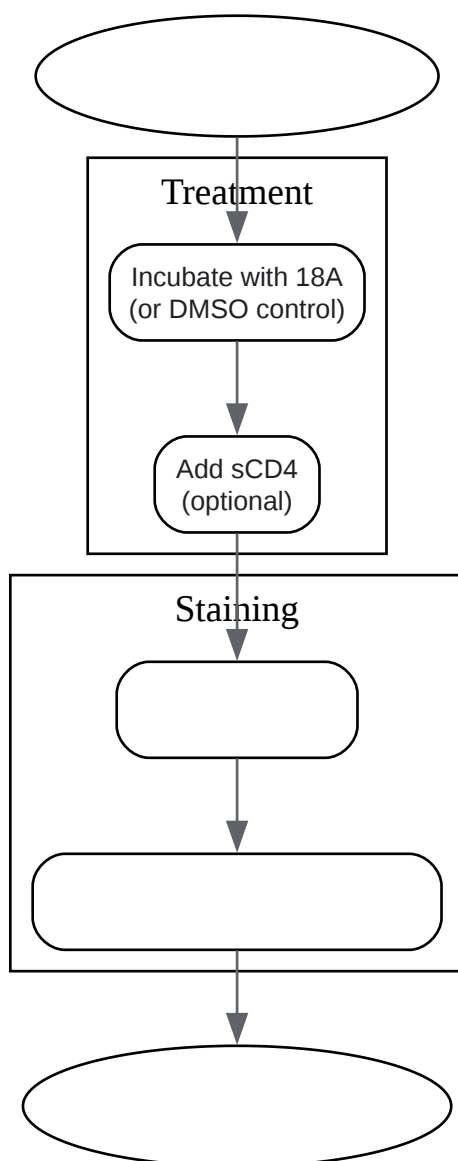 Treatment
Incubate with 18A
(or DMSO control)
Add sCD4
(optional)
Staining